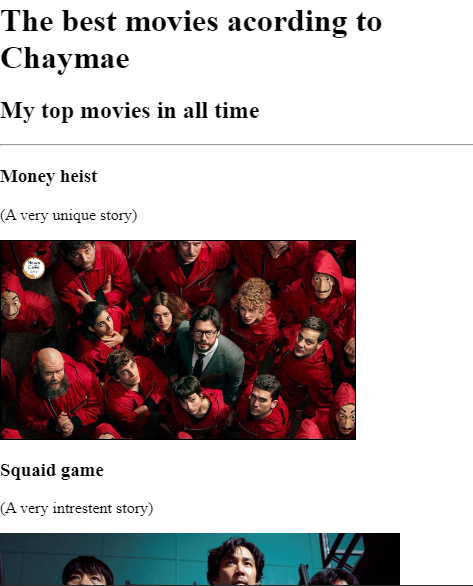 The best movies acording to
Chaymae
My top movies in all time
Money heist
(A very unique story)
Squaid game
(A very intrestent story)